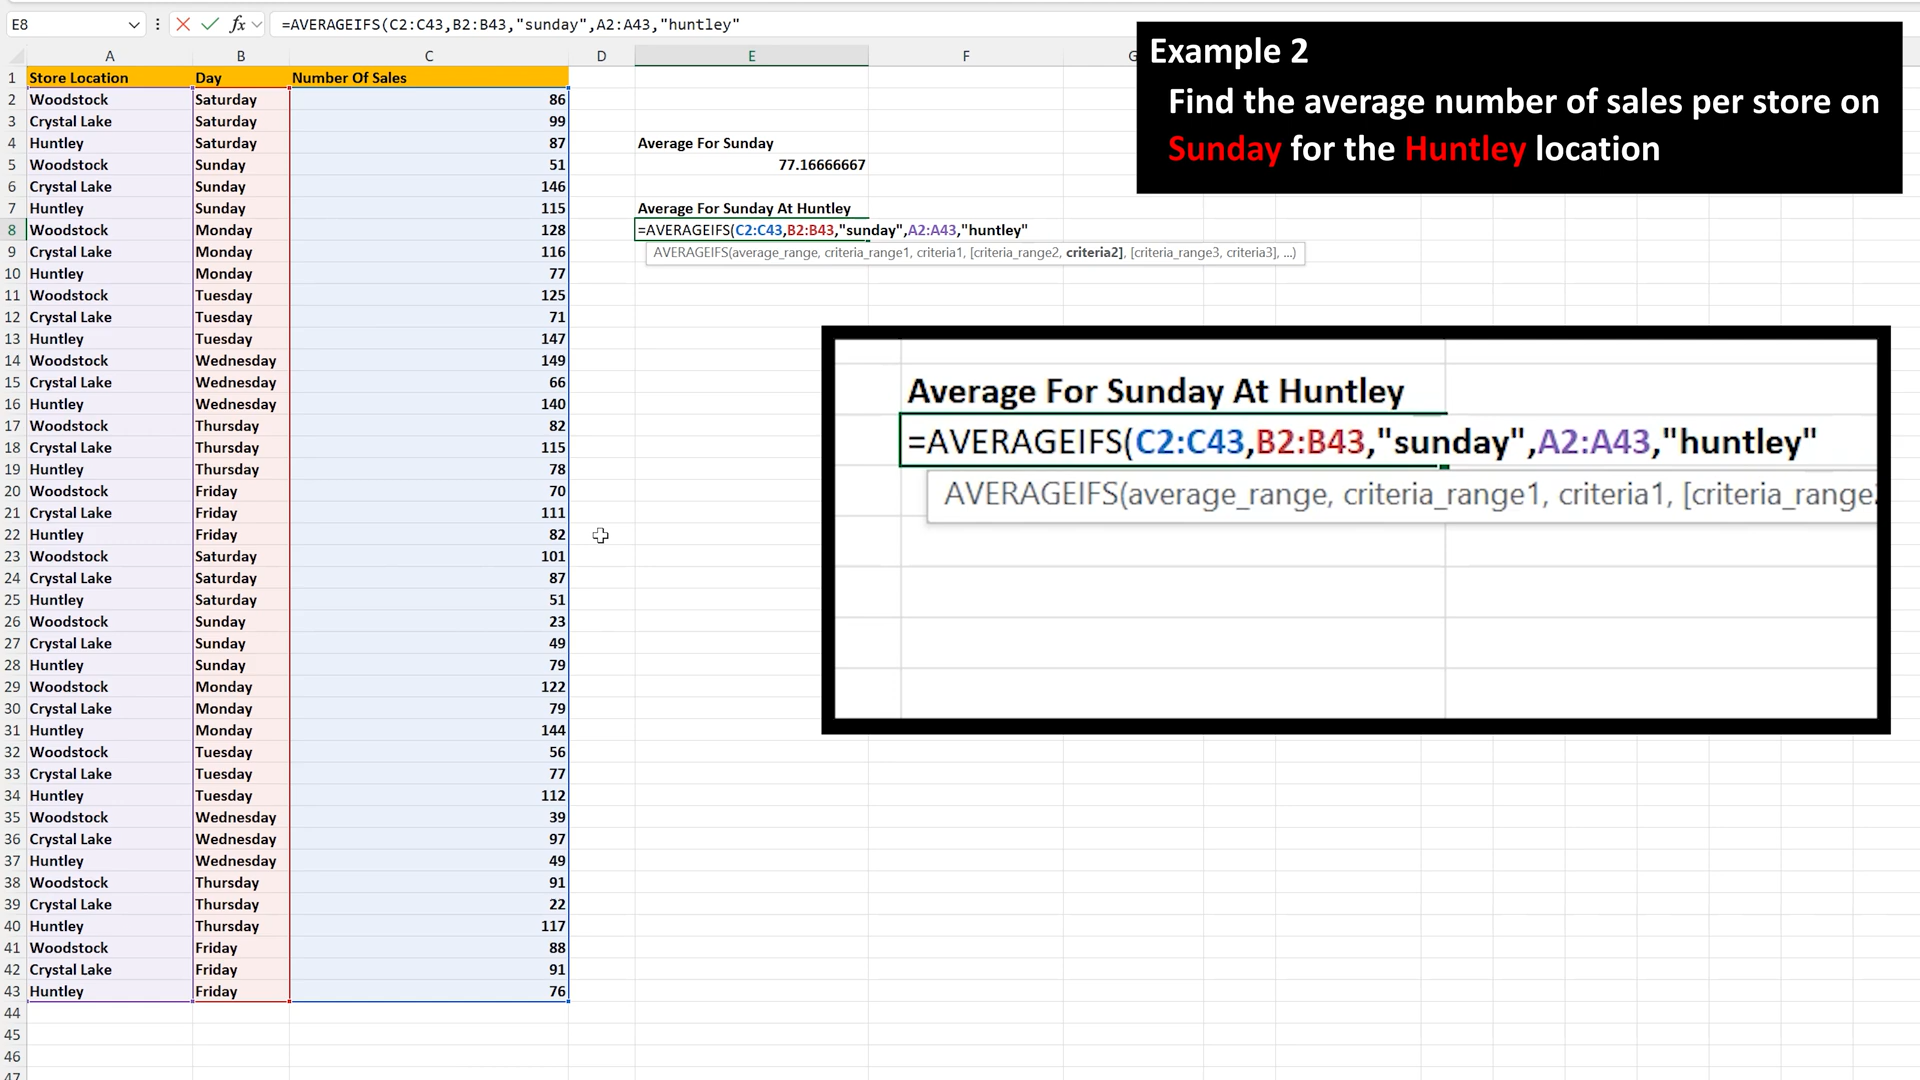 E8 fx =AVERAGEIFS(C2:C43,B2:B43,"sunday",A2:A43,"huntley"
A B C D E F G
1 Store Location Day Number Of Sales
2 Woodstock Saturday 86
3 Crystal Lake Saturday 99
4 Huntley Saturday 87 Average For Sunday
5 Woodstock Sunday 51 77.16666667
6 Crystal Lake Sunday 146
7 Huntley Sunday 115 Average For Sunday At Huntley
8 Woodstock Monday 128 =AVERAGEIFS(C2:C43,B2:B43,"sunday",A2:A43,"huntley"
9 Crystal Lake Monday 116 AVERAGEIFS(average_range, criteria_range1, criteria1, [criteria_range2, criteria2], [criteria_range3, criteria3], ...)
10 Huntley Monday 77
11 Woodstock Tuesday 125
12 Crystal Lake Tuesday 71
13 Huntley Tuesday 147
14 Woodstock Wednesday 149
15 Crystal Lake Wednesday 66
16 Huntley Wednesday 140
17 Woodstock Thursday 82
18 Crystal Lake Thursday 115
19 Huntley Thursday 78
20 Woodstock Friday 70
21 Crystal Lake Friday 111
22 Huntley Friday 82
23 Woodstock Saturday 101
24 Crystal Lake Saturday 87
25 Huntley Saturday 51
26 Woodstock Sunday 23
27 Crystal Lake Sunday 49
28 Huntley Sunday 79
29 Woodstock Monday 122
30 Crystal Lake Monday 79
31 Huntley Monday 144
32 Woodstock Tuesday 56
33 Crystal Lake Tuesday 77
34 Huntley Tuesday 112
35 Woodstock Wednesday 39
36 Crystal Lake Wednesday 97
37 Huntley Wednesday 49
38 Woodstock Thursday 91
39 Crystal Lake Thursday 22
40 Huntley Thursday 117
41 Woodstock Friday 88
42 Crystal Lake Friday 91
43 Huntley Friday 76
44
45
46
47
Example 2
Find the average number of sales per store on
Sunday for the Huntley location
Average For Sunday At Huntley
=AVERAGEIFS(C2:C43,B2:B43,"sunday",A2:A43,"huntley"
AVERAGEIFS(average_range, criteria_range1, criteria1, [criteria_range2